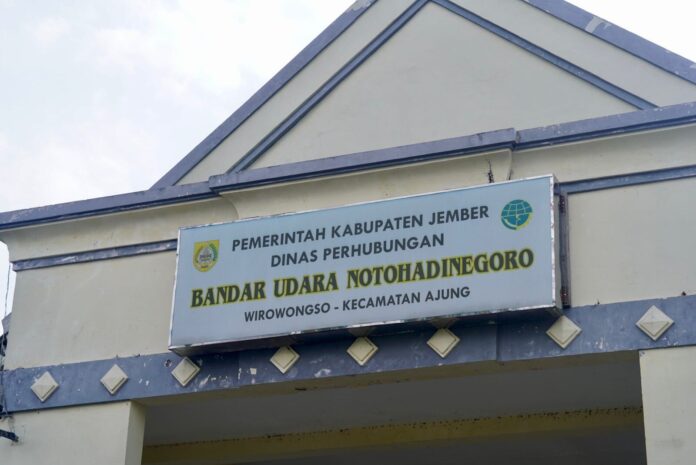 PEMERINTAH KABUPATEN JEMBER
DINAS PERHUBUNGAN
BANDAR UDARA NOTOHADINEGORO
WIROWONGSO - KECAMATAN AJUNG